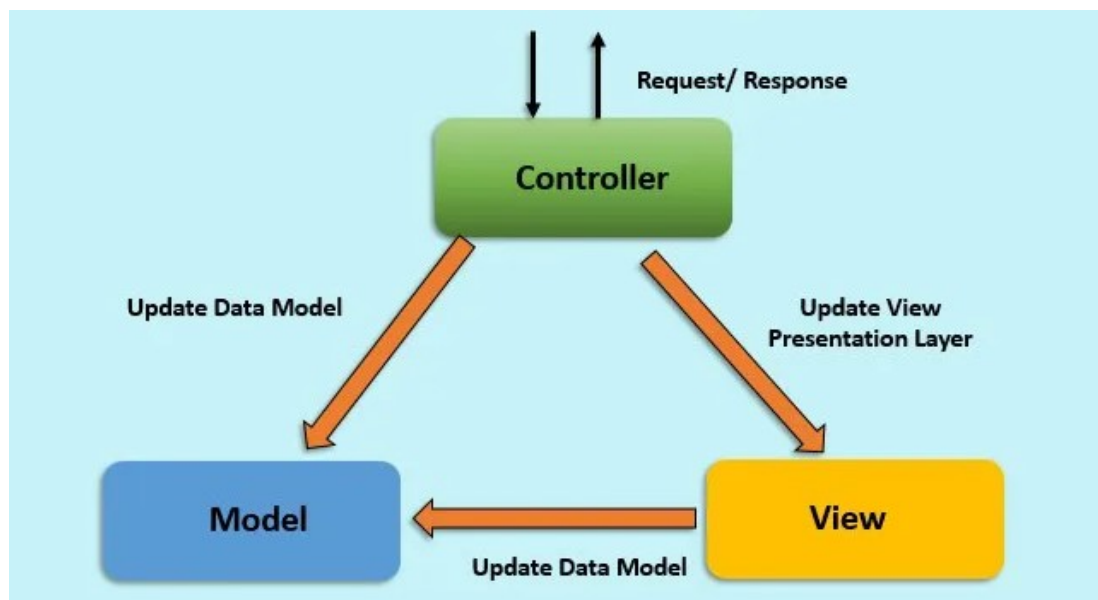 Request/ Response
Controller
Update Data Model
Update View
Presentation Layer
Model
View
Update Data Model